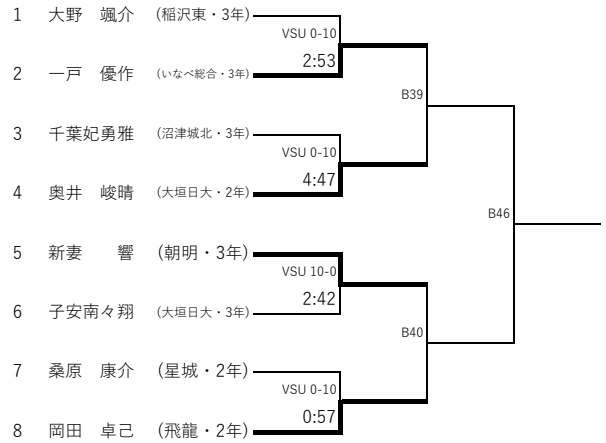 1 大野 颯介 (稲沢東・3年)
VSU 0-10
2:53
2 一戸 優作 (いなべ総合・3年)
B39
3 千葉妃勇雅 (沼津城北・3年)
VSU 0-10
4:47
4 奥井 峻晴 (大垣日大・2年)
B46
5 新妻 響 (朝明・3年)
VSU 10-0
2:42
6 子安南々翔 (大垣日大・3年)
B40
7 桑原 康介 (星城・2年)
VSU 0-10
0:57
8 岡田 卓己 (飛龍・2年)